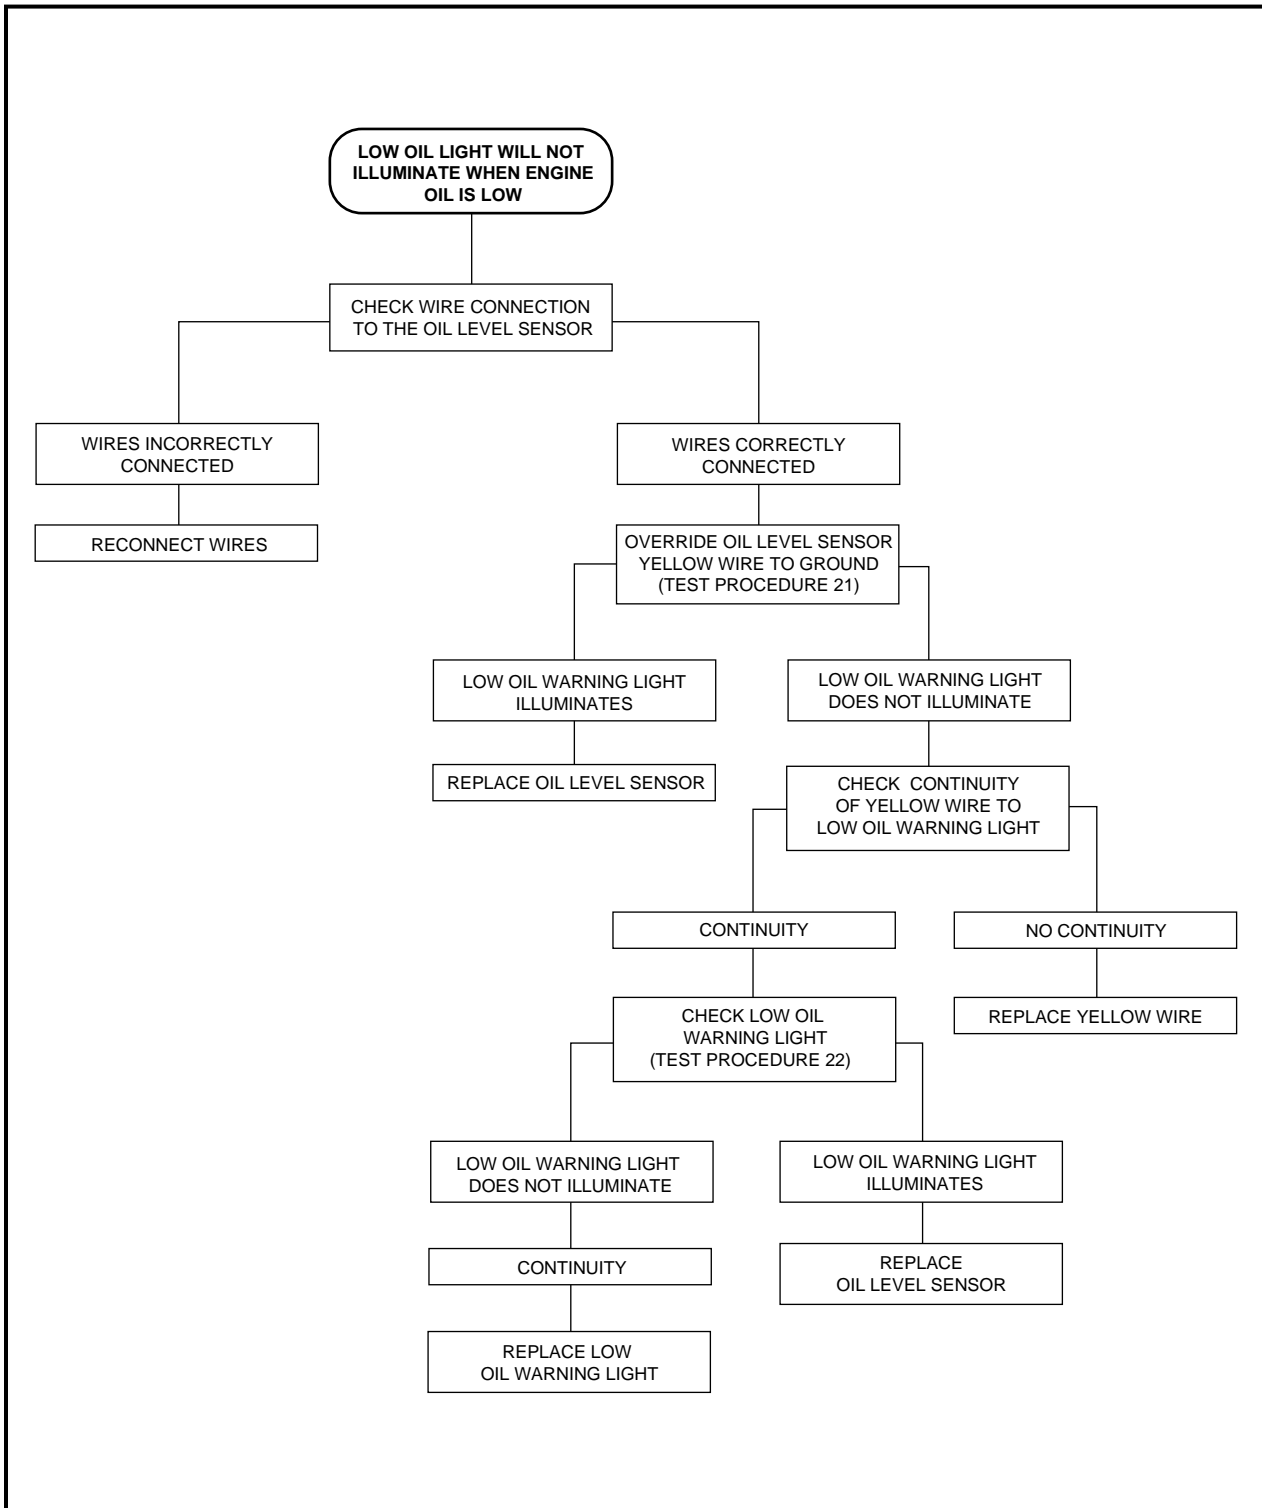 LOW OIL LIGHT WILL NOT
ILLUMINATE WHEN ENGINE
OIL IS LOW
CHECK WIRE CONNECTION
TO THE OIL LEVEL SENSOR
WIRES INCORRECTLY
CONNECTED
WIRES CORRECTLY
CONNECTED
RECONNECT WIRES
OVERRIDE OIL LEVEL SENSOR
YELLOW WIRE TO GROUND
(TEST PROCEDURE 21)
LOW OIL WARNING LIGHT
ILLUMINATES
LOW OIL WARNING LIGHT
DOES NOT ILLUMINATE
REPLACE OIL LEVEL SENSOR
CHECK CONTINUITY
OF YELLOW WIRE TO
LOW OIL WARNING LIGHT
CONTINUITY
NO CONTINUITY
CHECK LOW OIL
WARNING LIGHT
(TEST PROCEDURE 22)
REPLACE YELLOW WIRE
LOW OIL WARNING LIGHT
DOES NOT ILLUMINATE
LOW OIL WARNING LIGHT
ILLUMINATES
CONTINUITY
REPLACE
OIL LEVEL SENSOR
REPLACE LOW
OIL WARNING LIGHT